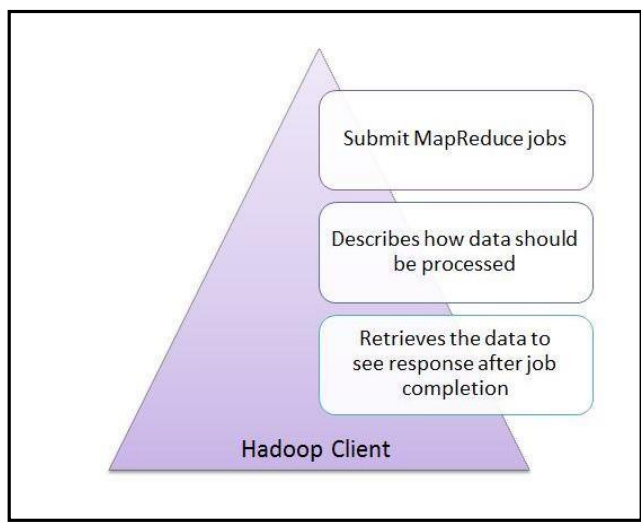 Submit MapReduce jobs
Describes how data should
be processed
Retrieves the data to
see response after job
completion
Hadoop Client